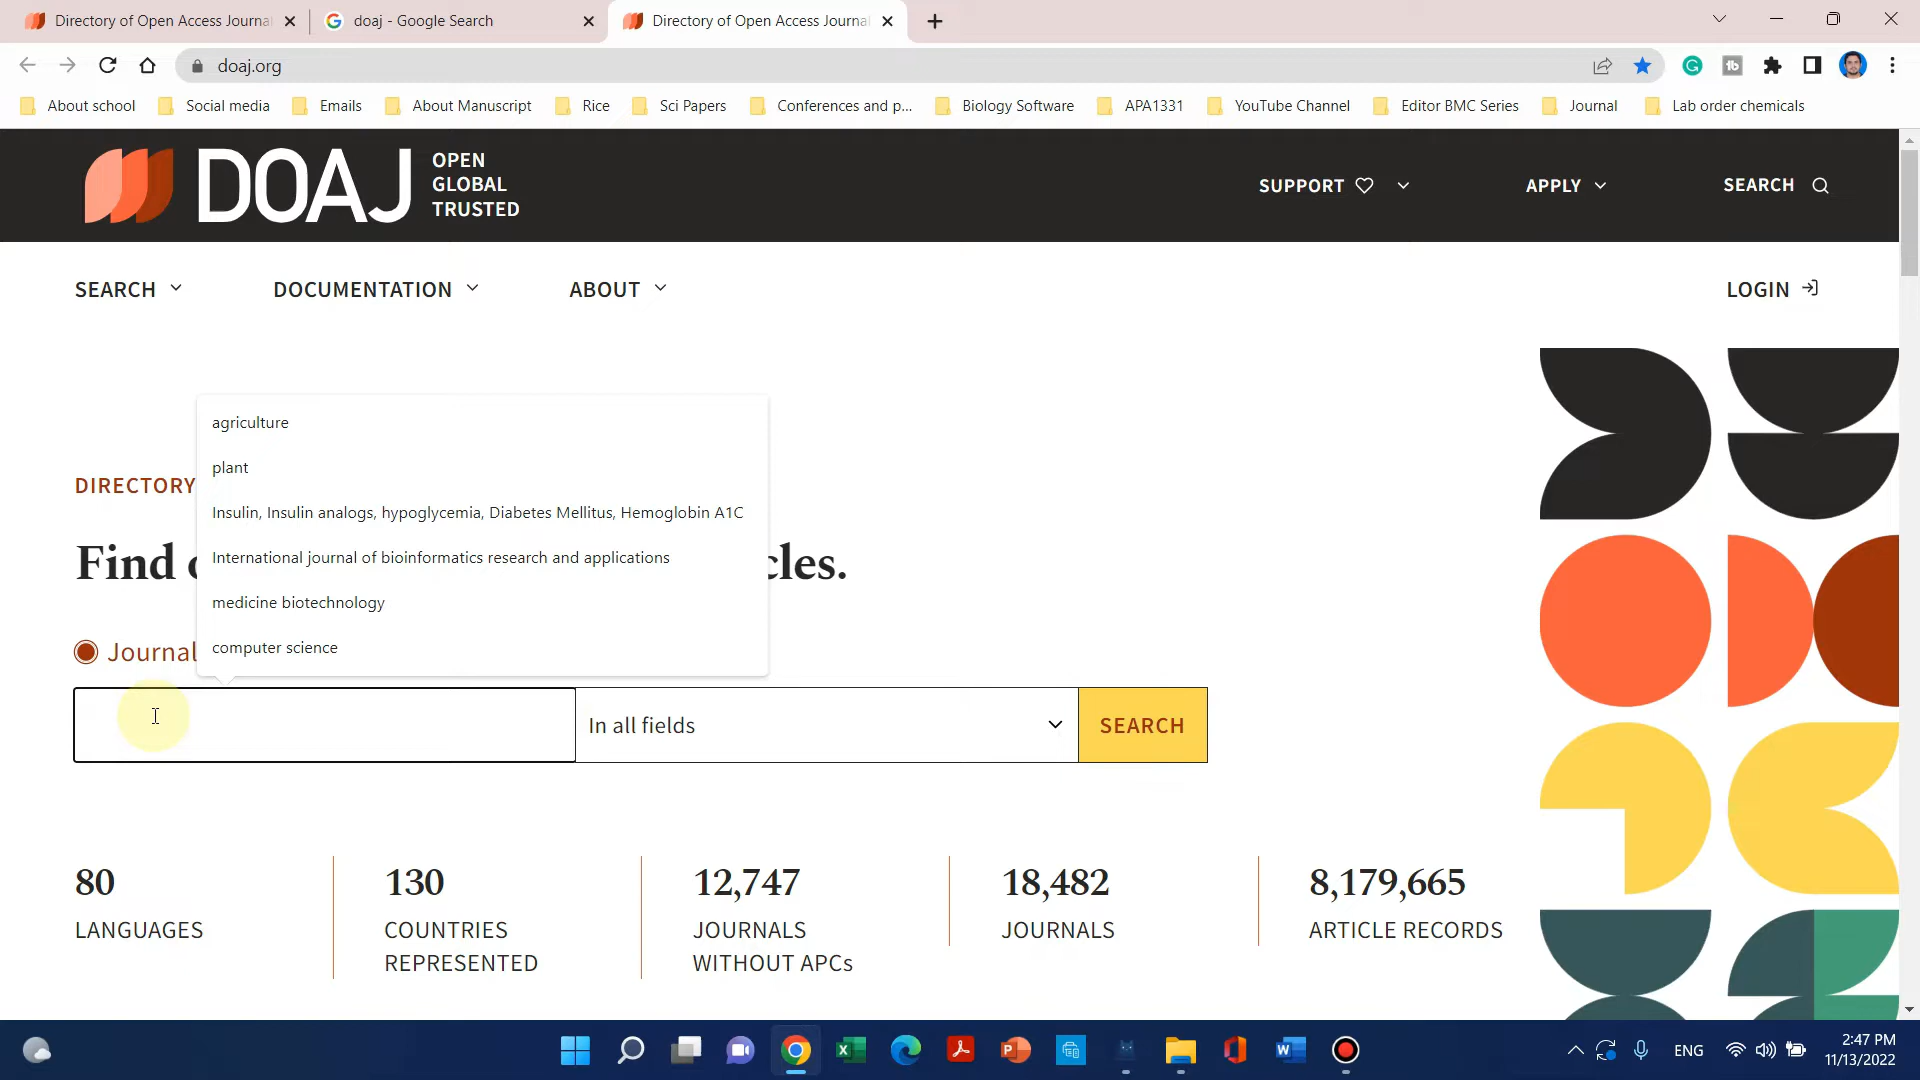 Directory of Open Access Journal
doaj - Google Search
Directory of Open Access Journal
doaj.org
About school
Social media
Emails
About Manuscript
Rice
Sci Papers
Conferences and p...
Biology Software
APA1331
YouTube Channel
Editor BMC Series
Journal
Lab order chemicals
DOAJ
OPEN
GLOBAL
TRUSTED
SUPPORT
APPLY
SEARCH
SEARCH
DOCUMENTATION
ABOUT
LOGIN
agriculture
plant
DIRECTORY
Insulin, Insulin analogs, hypoglycemia, Diabetes Mellitus, Hemoglobin A1C
International journal of bioinformatics research and applications
Find
cles.
medicine biotechnology
computer science
Journal
In all fields
SEARCH
80
LANGUAGES
130
COUNTRIES
REPRESENTED
12,747
JOURNALS
WITHOUT APCs
18,482
JOURNALS
8,179,665
ARTICLE RECORDS
ENG
2:47 PM
11/13/2022